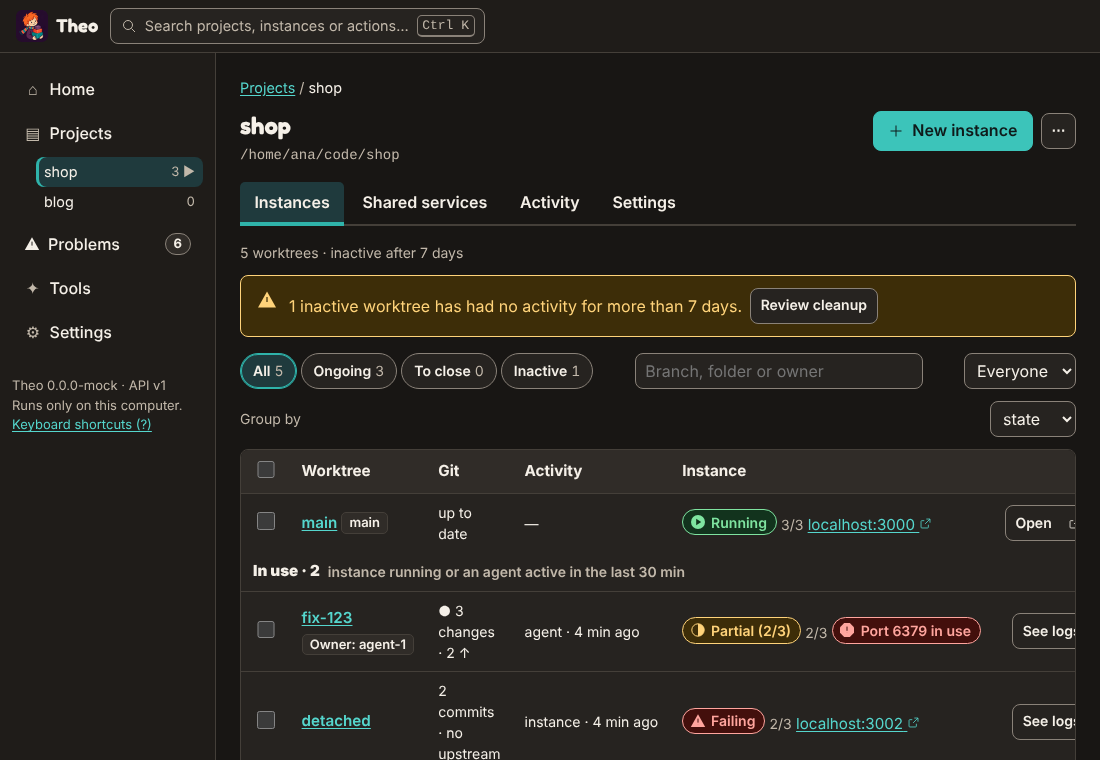 Theo
Search projects, instances or actions... Ctrl K
Home
Projects
shop 3
blog 0
Problems 6
Tools
Settings
Theo 0.0.0-mock · API v1
Runs only on this computer.
Keyboard shortcuts (?)
Projects / shop
shop
/home/ana/code/shop
+ New instance
...
Instances Shared services Activity Settings
5 worktrees · inactive after 7 days
1 inactive worktree has had no activity for more than 7 days. Review cleanup
All 5 Ongoing 3 To close 0 Inactive 1 Branch, folder or owner Everyone
Group by state
Worktree Git Activity Instance
main main up to date — Running 3/3 localhost:3000 Open
In use · 2 instance running or an agent active in the last 30 min
fix-123 Owner: agent-1 ● 3 changes · 2 ↑ agent · 4 min ago Partial (2/3) 2/3 Port 6379 in use See logs
detached 2 commits · no upstream instance · 4 min ago Failing 2/3 localhost:3002 See logs